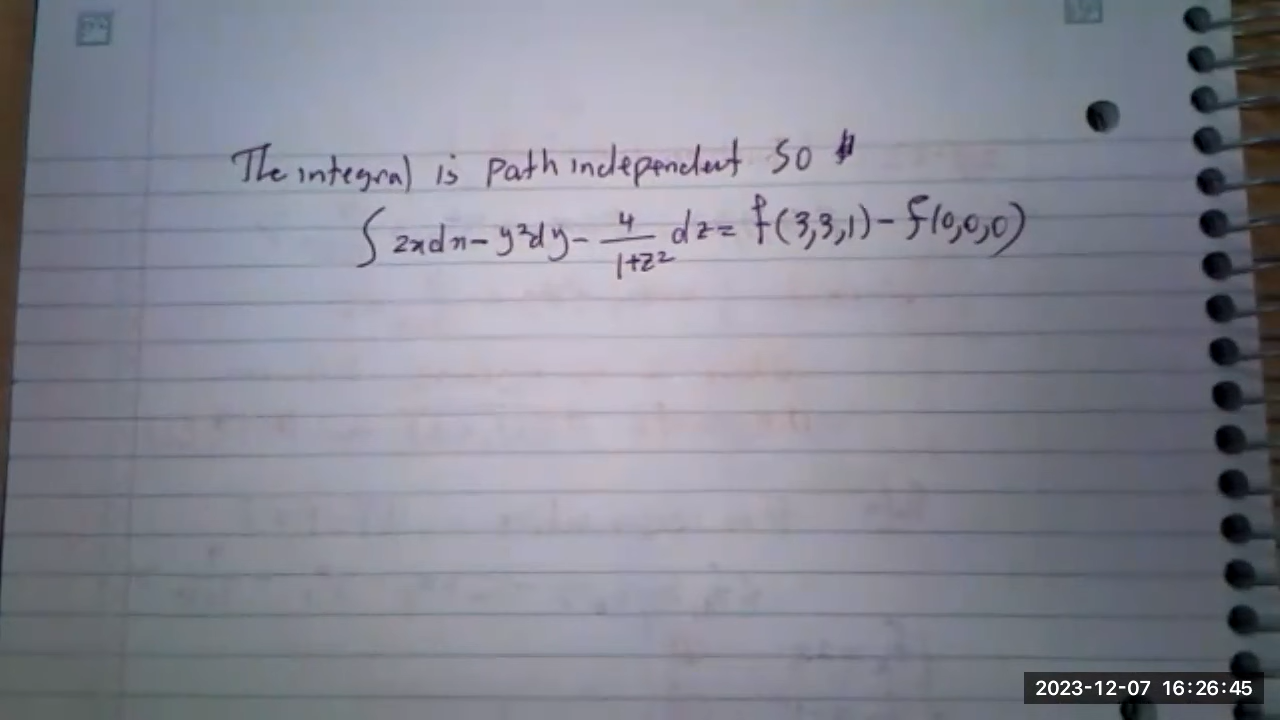 The integral is path independent so
∫ 2xdx - y²dy - 4/(1+z²) dz = f(3,3,1) - f(0,0,0)
2023-12-07 16:26:45